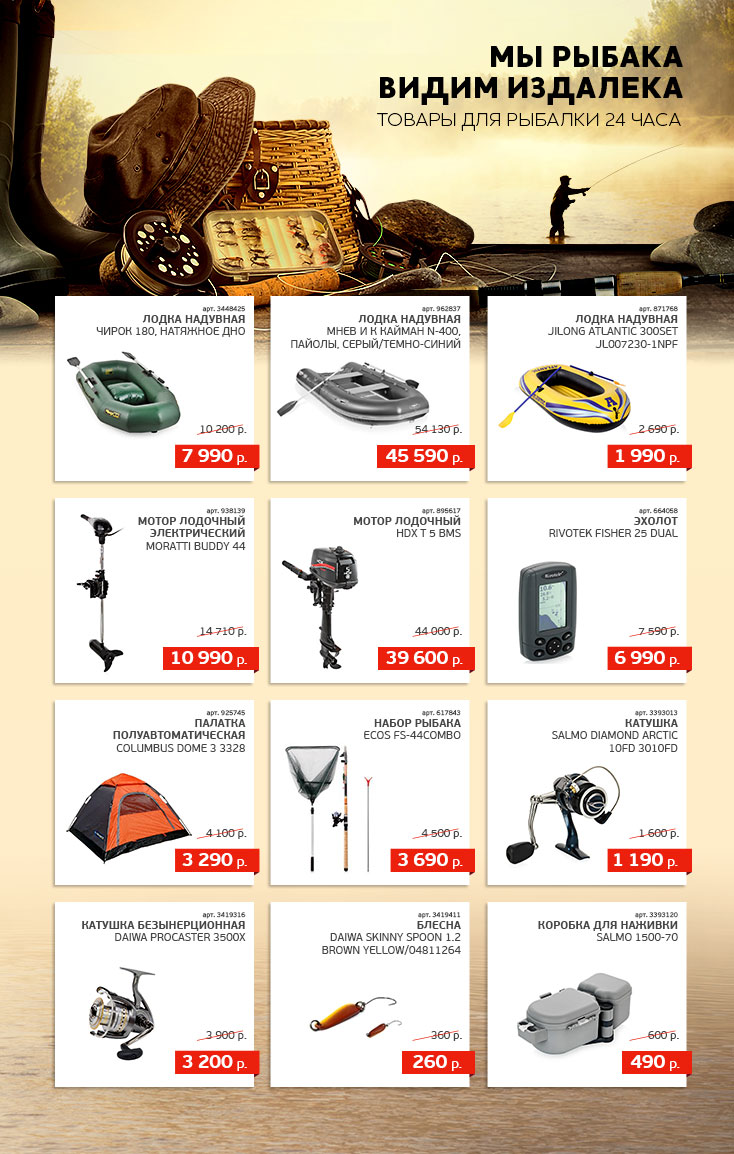 МЫ РЫБАКА
ВИДИМ ИЗДАЛЕКА
ТОВАРЫ ДЛЯ РЫБАЛКИ 24 ЧАСА
арт. 3448425
ЛОДКА НАДУВНАЯ
ЧИРОК 180, НАТЯЖНОЕ ДНО
10 200 р.
7 990 р.
арт. 962837
ЛОДКА НАДУВНАЯ
МНЕВ И К КАЙМАН N-400,
ПАЙОЛЫ, СЕРЫЙ/ТЕМНО-СИНИЙ
54 130 р.
45 590 р.
арт. 871768
ЛОДКА НАДУВНАЯ
JILONG ATLANTIC 300SET
JL007230-1NPF
2 690 р.
1 990 р.
арт. 938139
МОТОР ЛОДОЧНЫЙ
ЭЛЕКТРИЧЕСКИЙ
MORATTI BUDDY 44
14 710 р.
10 990 р.
арт. 895617
МОТОР ЛОДОЧНЫЙ
HDX T 5 BMS
44 000 р.
39 600 р.
арт. 664058
ЭХОЛОТ
RIVOTEK FISHER 25 DUAL
7 590 р.
6 990 р.
арт. 925745
ПАЛАТКА
ПОЛУАВТОМАТИЧЕСКАЯ
COLUMBUS DOME 3 3328
4 100 р.
3 290 р.
арт. 617843
НАБОР РЫБАКА
ECOS FS-44COMBO
4 500 р.
3 690 р.
арт. 3393013
КАТУШКА
SALMO DIAMOND ARCTIC
10FD 3010FD
1 600 р.
1 190 р.
арт. 3419316
КАТУШКА БЕЗЫНЕРЦИОННАЯ
DAIWA PROCASTER 3500X
3 900 р.
3 200 р.
арт. 3419411
БЛЕСНА
DAIWA SKINNY SPOON 1.2
BROWN YELLOW/04811264
360 р.
260 р.
арт. 3393120
КОРОБКА ДЛЯ НАЖИВКИ
SALMO 1500-70
600 р.
490 р.